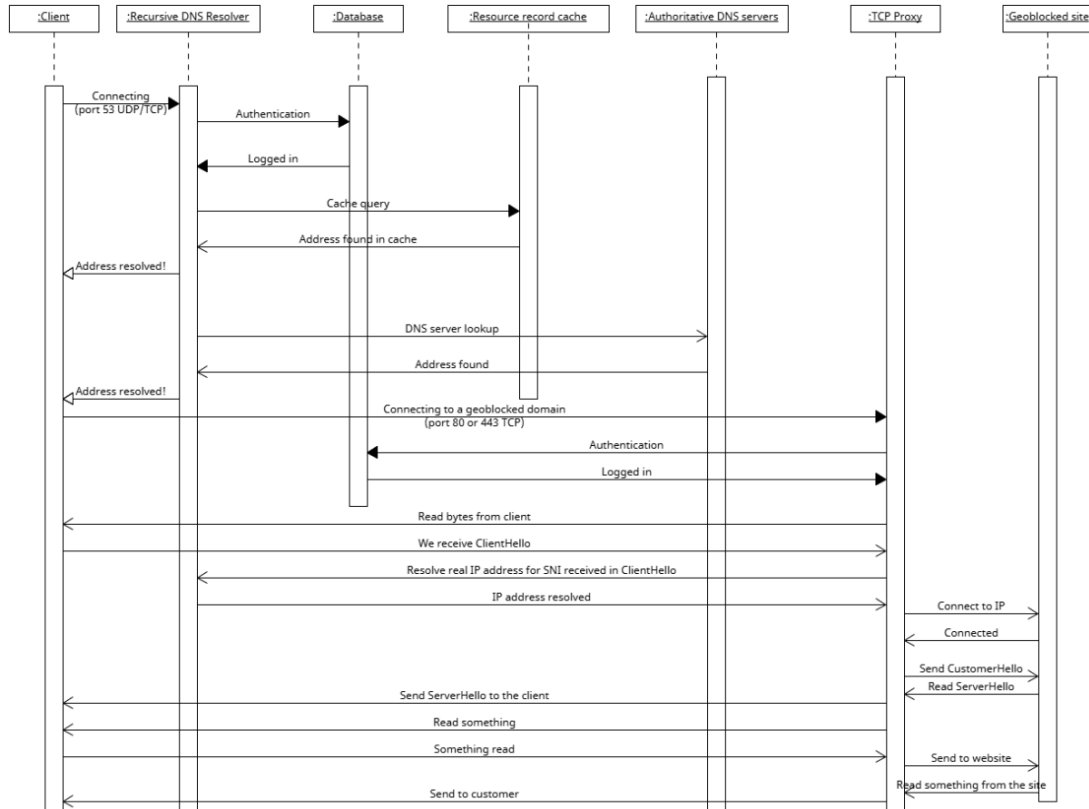 :Client
:Recursive DNS Resolver
:Database
:Resource record cache
:Authoritative DNS servers
:TCP Proxy
:Geoblocked site
Connecting
(port 53 UDP/TCP)
Authentication
Logged in
Cache query
Address found in cache
Address resolved!
DNS server lookup
Address found
Address resolved!
Connecting to a geoblocked domain
(port 80 or 443 TCP)
Authentication
Logged in
Read bytes from client
We receive ClientHello
Resolve real IP address for SNI received in ClientHello
IP address resolved
Connect to IP
Connected
Send CustomerHello
Read ServerHello
Send ServerHello to the client
Read something
Something read
Send to website
Read something from the site
Send to customer